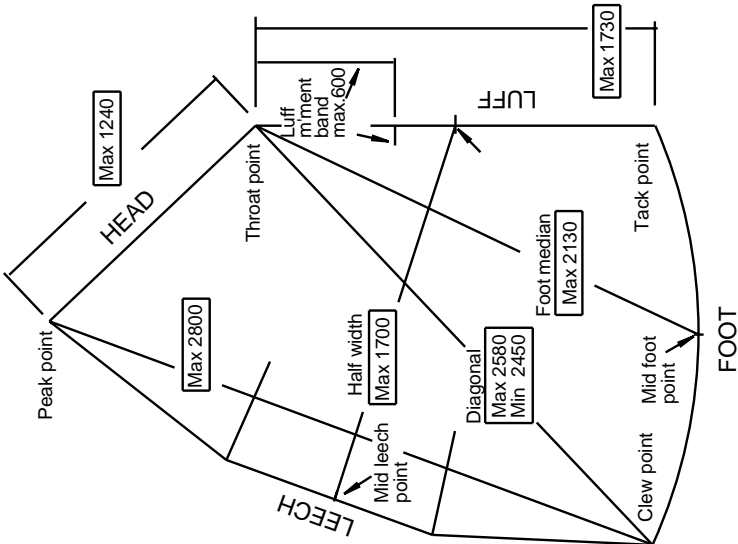 Max 1240
HEAD
Peak point
Throat point
Luff
m'ment
band
max.600
LUFF
Max 1730
Max 2800
Half width
Max 1700
Mid leech
point
LEECH
Diagonal
Max 2580
Min 2450
Foot median
Max 2130
Tack point
Mid foot
point
Clew point
FOOT